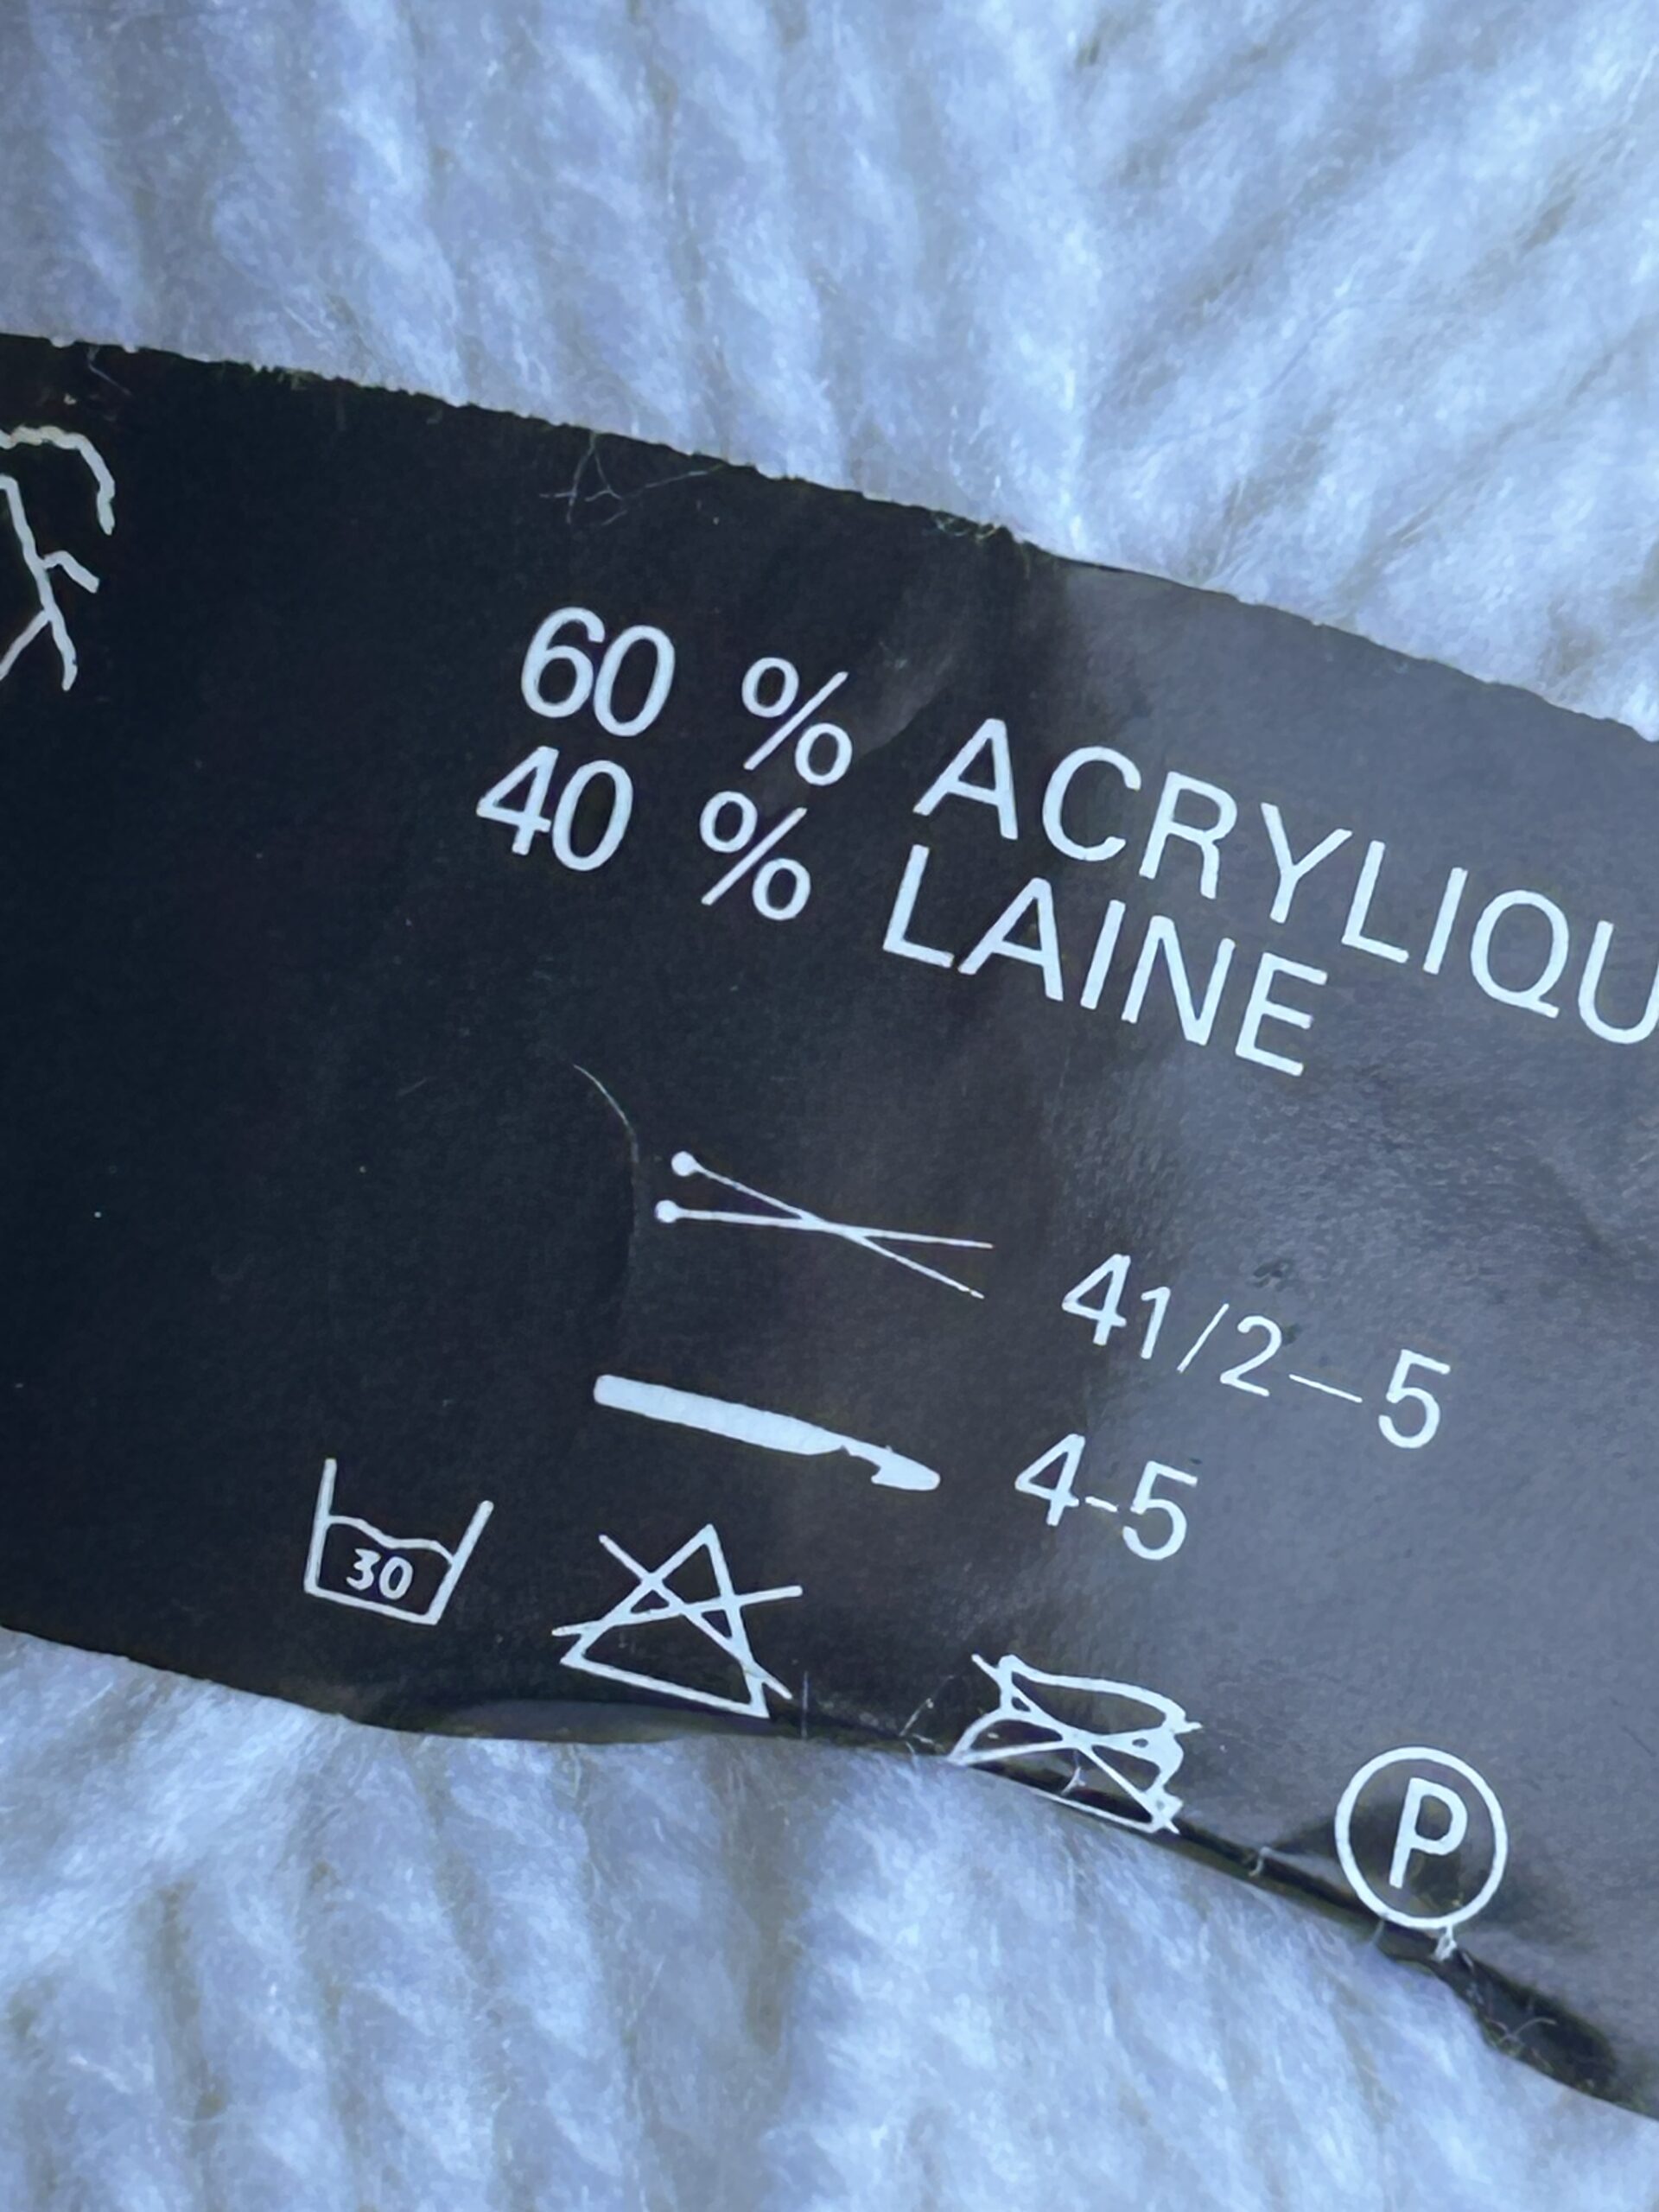 60 % ACRYLIQU
40 % LAINE
41/2–5
4-5
30
P